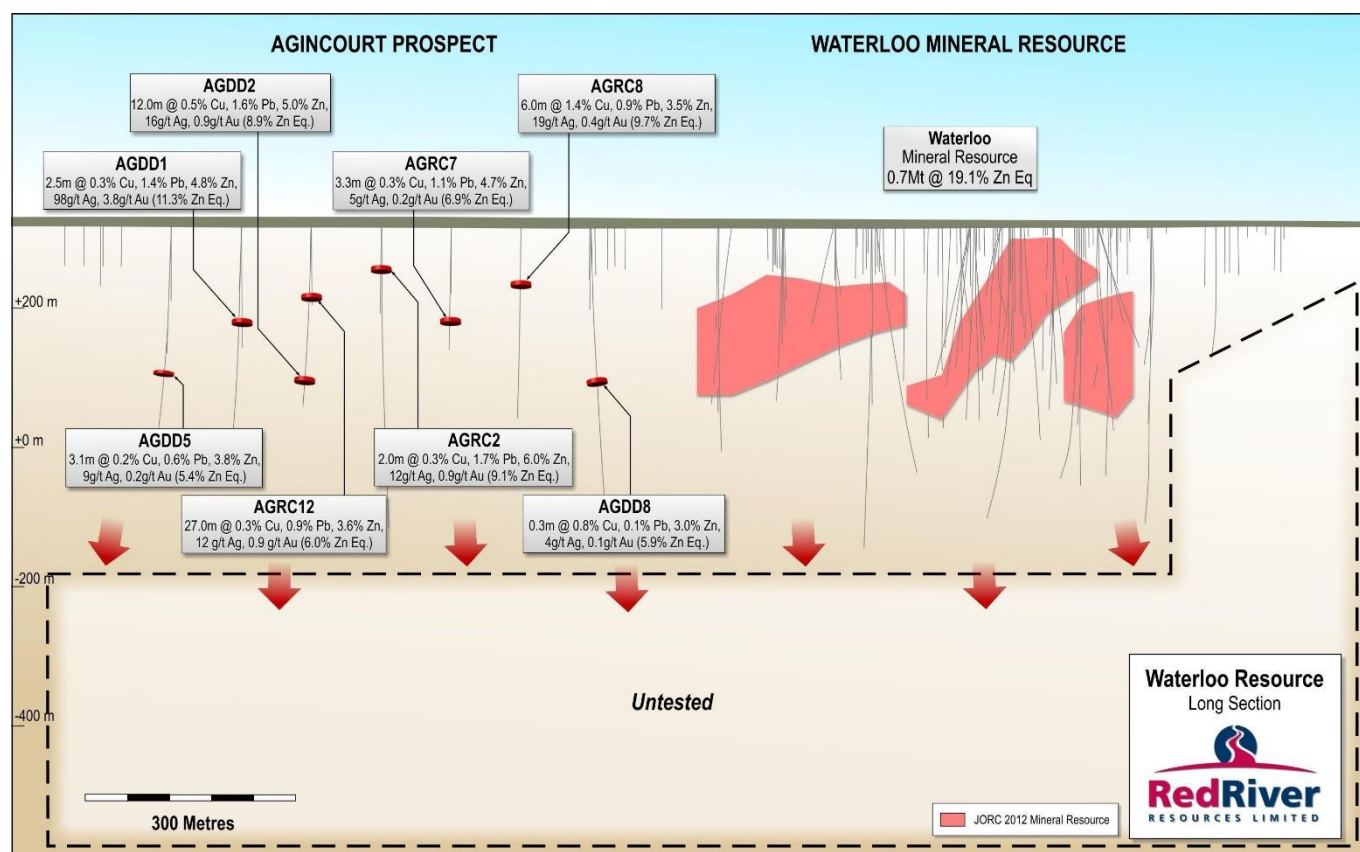 AGINCOURT PROSPECT
WATERLOO MINERAL RESOURCE
AGDD2
12.0m @ 0.5% Cu, 1.6% Pb, 5.0% Zn,
16g/t Ag, 0.9g/t Au (8.9% Zn Eq.)
AGRC8
6.0m @ 1.4% Cu, 0.9% Pb, 3.5% Zn,
19g/t Ag, 0.4g/t Au (9.7% Zn Eq.)
AGDD1
2.5m @ 0.3% Cu, 1.4% Pb, 4.8% Zn,
98g/t Ag, 3.8g/t Au (11.3% Zn Eq.)
AGRC7
3.3m @ 0.3% Cu, 1.1% Pb, 4.7% Zn,
5g/t Ag, 0.2g/t Au (6.9% Zn Eq.)
Waterloo
Mineral Resource
0.7Mt @ 19.1% Zn Eq
+200 m
+0 m
AGDD5
3.1m @ 0.2% Cu, 0.6% Pb, 3.8% Zn,
9g/t Ag, 0.2g/t Au (5.4% Zn Eq.)
AGRC2
2.0m @ 0.3% Cu, 1.7% Pb, 6.0% Zn,
12g/t Ag, 0.9g/t Au (9.1% Zn Eq.)
AGRC12
27.0m @ 0.3% Cu, 0.9% Pb, 3.6% Zn,
12 g/t Ag, 0.9 g/t Au (6.0% Zn Eq.)
AGDD8
0.3m @ 0.8% Cu, 0.1% Pb, 3.0% Zn,
4g/t Ag, 0.1g/t Au (5.9% Zn Eq.)
-200 m
-400 m
Untested
300 Metres
JORC 2012 Mineral Resource
Waterloo Resource
Long Section
RedRiver
RESOURCES LIMITED